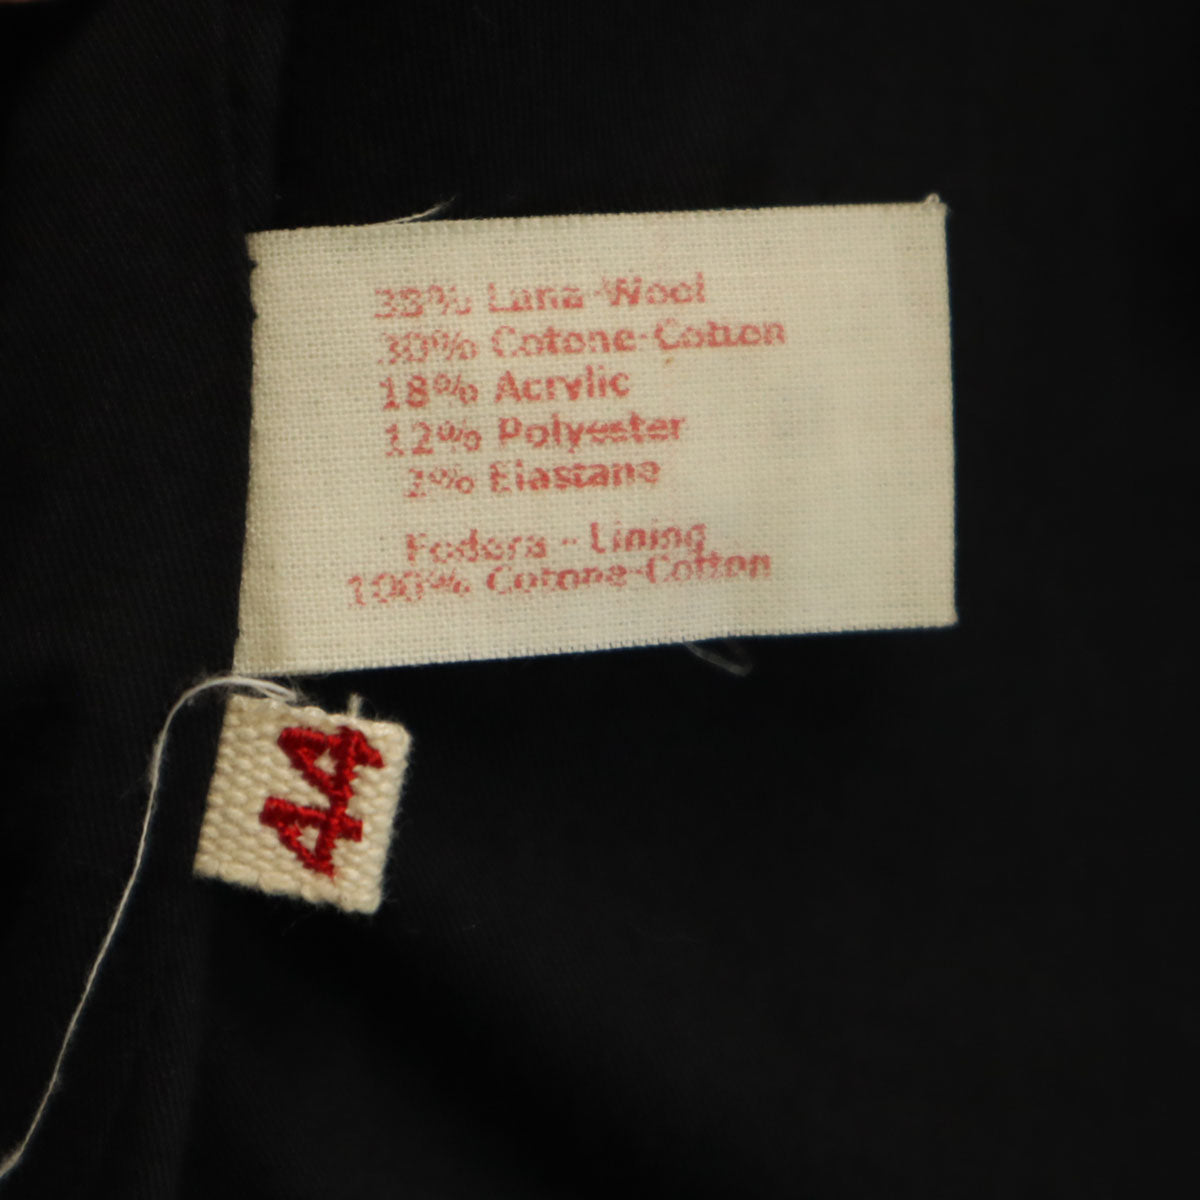 38% Lana-Wool
30% Cotone-Cotton
18% Acrylic
12% Polyester
2% Elastane
Fodera - Lining
100% Cotone-Cotton
44